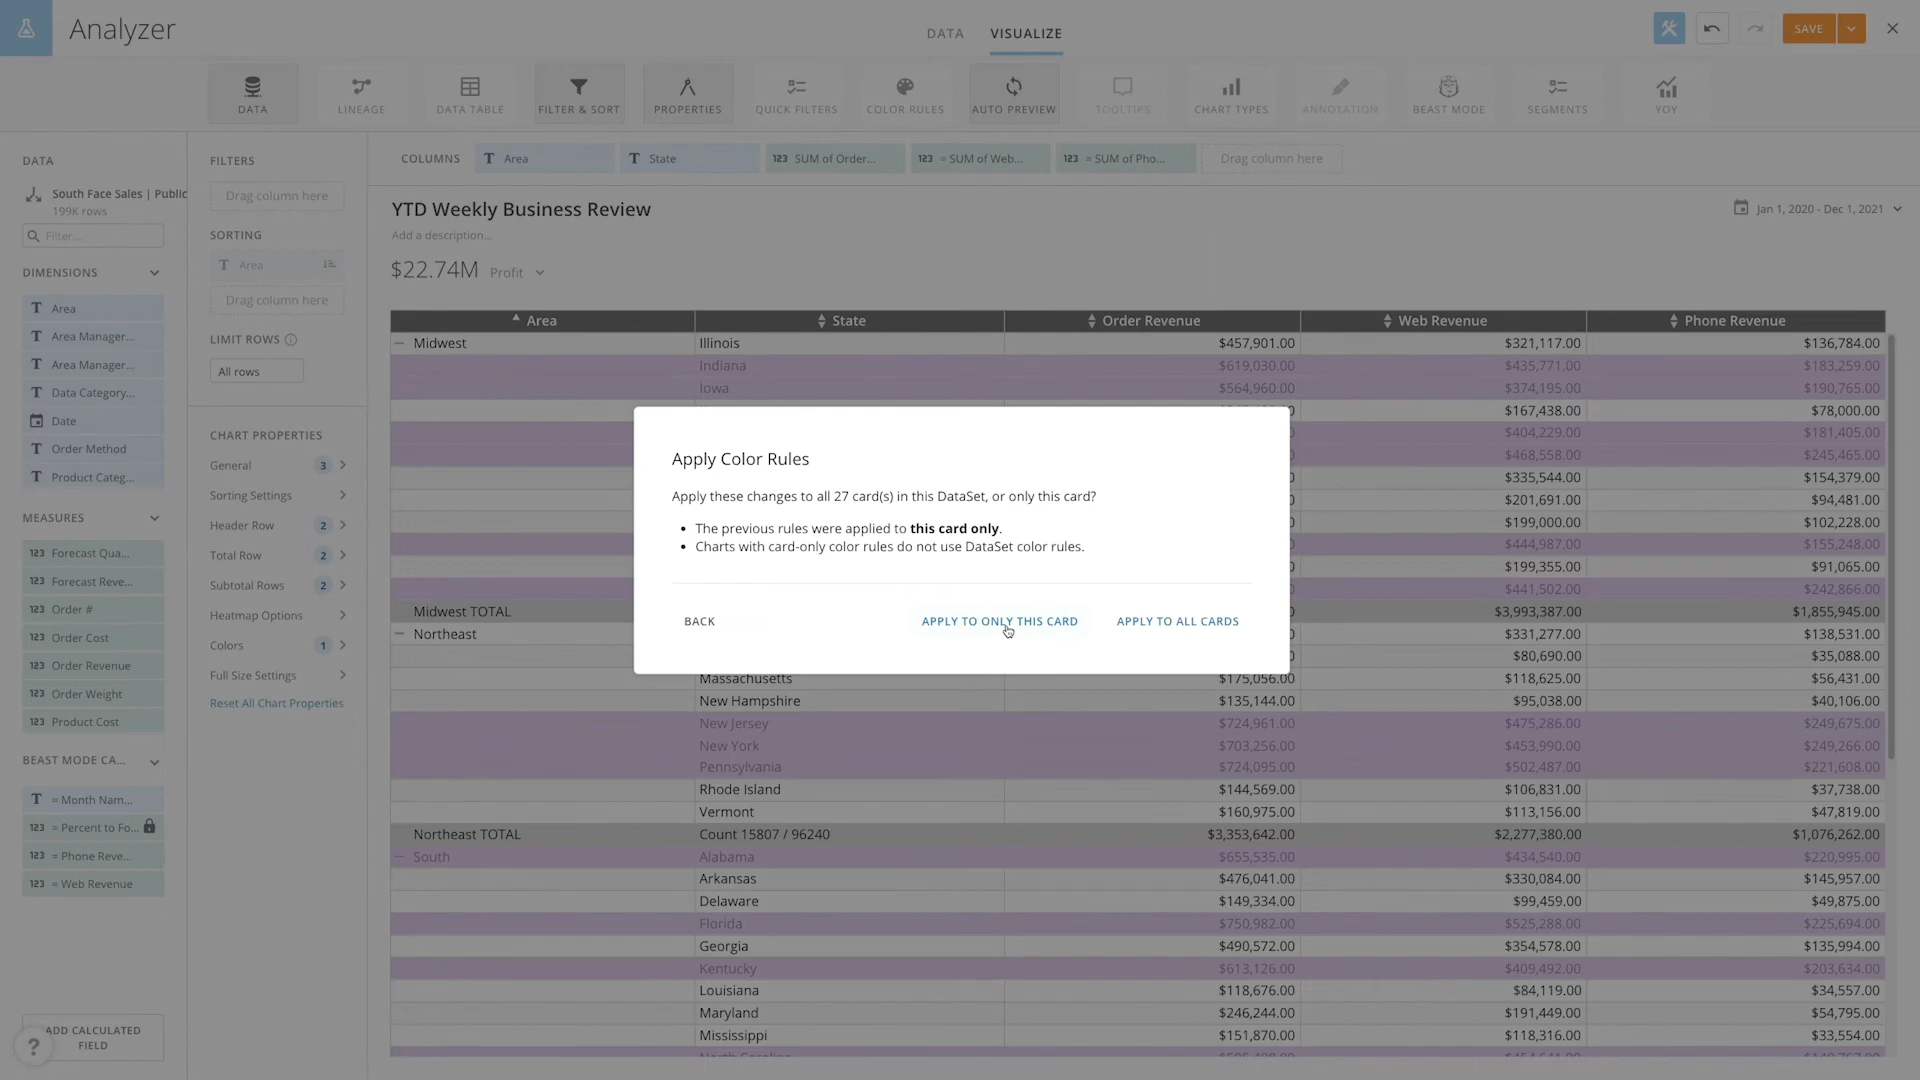 Analyzer
DATA
VISUALIZE
SAVE
DATA
LINEAGE
DATA TABLE
FILTER & SORT
PROPERTIES
QUICK FILTERS
COLOR RULES
AUTO PREVIEW
TOOLTIPS
CHART TYPES
ANNOTATION
BEAST MODE
SEGMENTS
YOY
DATA
South Face Sales | Public
199K rows
Filter...
DIMENSIONS
T Area
T Area Manager...
T Area Manager...
T Data Category...
Date
T Order Method
T Product Categ...
MEASURES
123 Forecast Qua...
123 Forecast Reve...
123 Order #
123 Order Cost
123 Order Revenue
123 Order Weight
123 Product Cost
BEAST MODE CA...
T = Month Nam...
123 = Percent to Fo...
123 = Phone Reve...
123 = Web Revenue
ADD CALCULATED
FIELD
?
FILTERS
Drag column here
SORTING
T Area
Drag column here
LIMIT ROWS
All rows
CHART PROPERTIES
General 3
Sorting Settings
Header Row 2
Total Row 2
Subtotal Rows 2
Heatmap Options
Colors 1
Full Size Settings
Reset All Chart Properties
COLUMNS
T Area
T State
123 SUM of Order...
123 = SUM of Web...
123 = SUM of Pho...
Drag column here
YTD Weekly Business Review
Jan 1, 2020 - Dec 1, 2021
Add a description...
$22.74M Profit
Area State Order Revenue Web Revenue Phone Revenue
Midwest Illinois $457,901.00 $321,117.00 $136,784.00
Indiana $619,030.00 $435,771.00 $183,259.00
Iowa $564,960.00 $374,195.00 $190,765.00
$167,438.00 $78,000.00
$404,229.00 $181,405.00
$468,558.00 $245,465.00
$335,544.00 $154,379.00
$201,691.00 $94,481.00
$199,000.00 $102,228.00
$444,987.00 $155,248.00
$199,355.00 $91,065.00
$441,502.00 $242,866.00
Midwest TOTAL $3,993,387.00 $1,855,945.00
Northeast $331,277.00 $138,531.00
$80,690.00 $35,088.00
Massachusetts $175,056.00 $118,625.00 $56,431.00
New Hampshire $135,144.00 $95,038.00 $40,106.00
New Jersey $724,961.00 $475,286.00 $249,675.00
New York $703,256.00 $453,990.00 $249,266.00
Pennsylvania $724,095.00 $502,487.00 $221,608.00
Rhode Island $144,569.00 $106,831.00 $37,738.00
Vermont $160,975.00 $113,156.00 $47,819.00
Northeast TOTAL Count 15807 / 96240 $3,353,642.00 $2,277,380.00 $1,076,262.00
South Alabama $655,535.00 $434,540.00 $220,995.00
Arkansas $476,041.00 $330,084.00 $145,957.00
Delaware $149,334.00 $99,459.00 $49,875.00
Florida $750,982.00 $525,288.00 $225,694.00
Georgia $490,572.00 $354,578.00 $135,994.00
Kentucky $613,126.00 $409,492.00 $203,634.00
Louisiana $118,676.00 $84,119.00 $34,557.00
Maryland $246,244.00 $191,449.00 $54,795.00
Mississippi $151,870.00 $118,316.00 $33,554.00
Apply Color Rules
Apply these changes to all 27 card(s) in this DataSet, or only this card?
• The previous rules were applied to this card only.
• Charts with card-only color rules do not use DataSet color rules.
BACK
APPLY TO ONLY THIS CARD
APPLY TO ALL CARDS